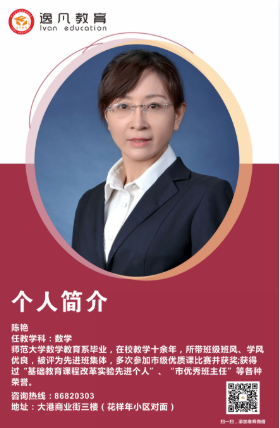 逸凡教育
Ivan education
个人简介
陈艳
任教学科：数学
师范大学数学教育系毕业，在校教学十余年，所带班级班风、学风
优良，被评为先进班集体，多次参加市级优质课比赛并获奖;获得
过“基础教育课程改革实验先进个人”、“市优秀班主任”等各种
荣誉。
咨询热线：86820303
地址：大港商业街三楼（花样年小区对面）